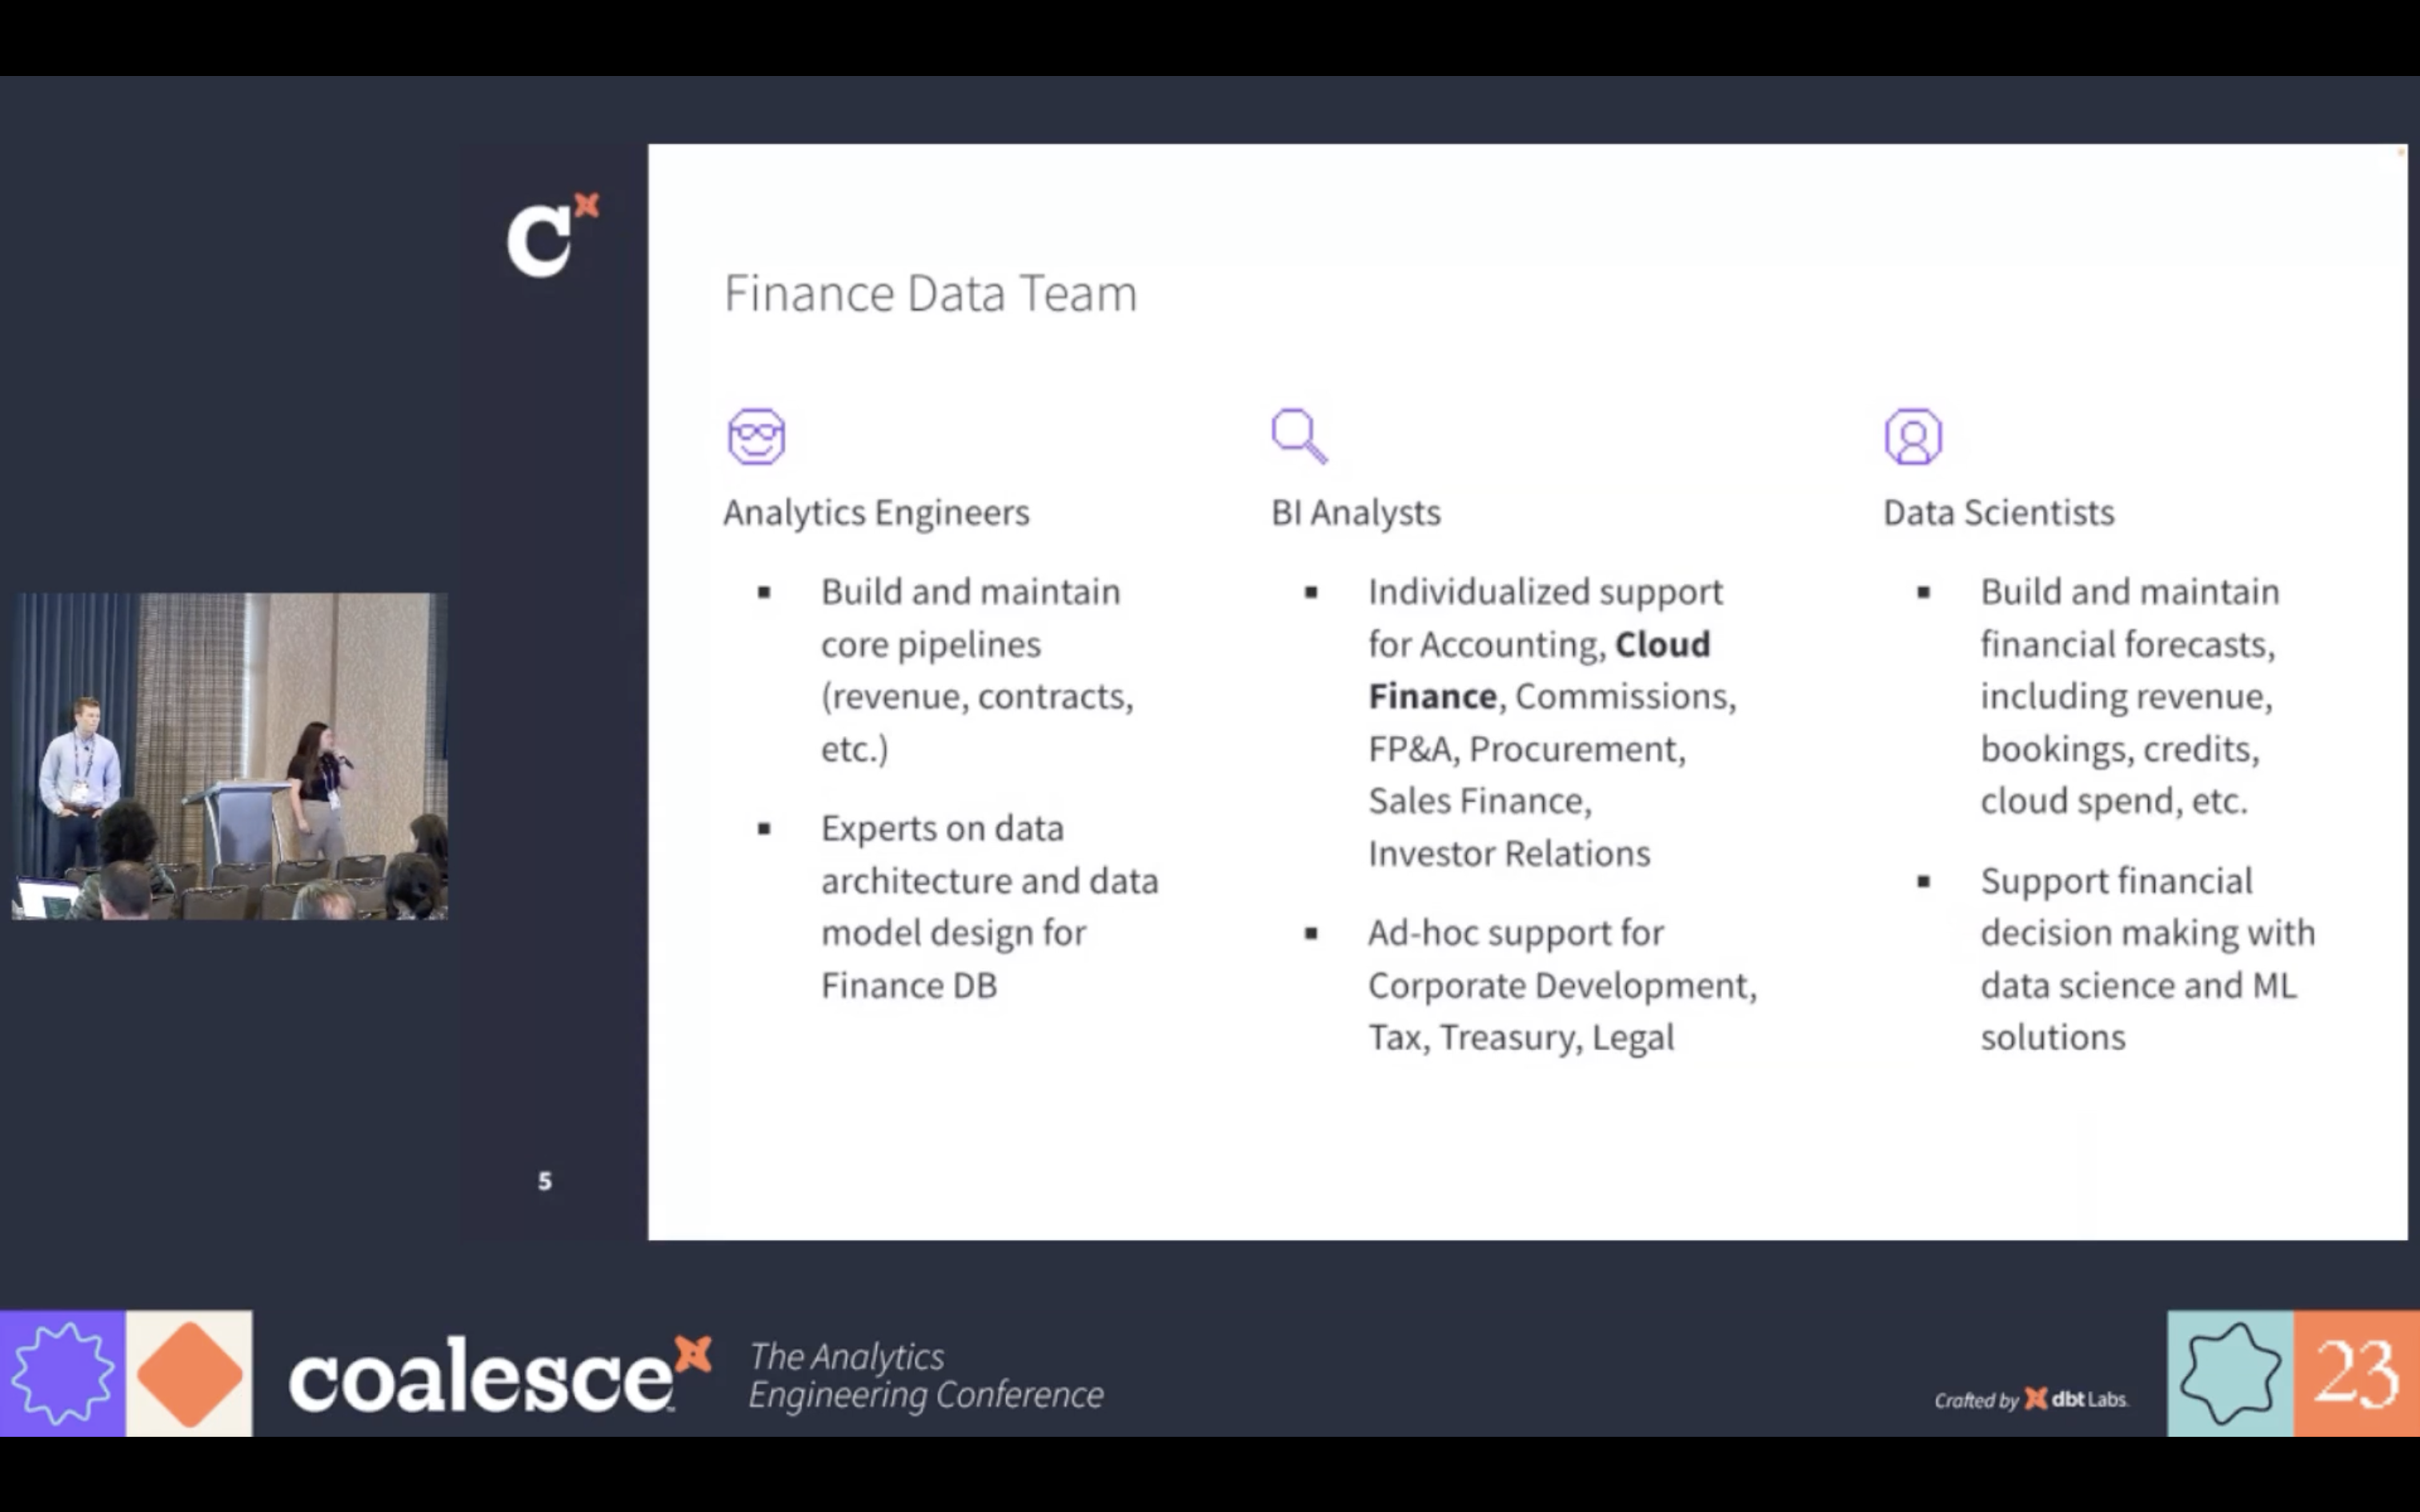 C
Finance Data Team
Analytics Engineers
▪ Build and maintain
core pipelines
(revenue, contracts,
etc.)
▪ Experts on data
architecture and data
model design for
Finance DB
BI Analysts
▪ Individualized support
for Accounting, Cloud
Finance, Commissions,
FP&A, Procurement,
Sales Finance,
Investor Relations
▪ Ad-hoc support for
Corporate Development,
Tax, Treasury, Legal
Data Scientists
▪ Build and maintain
financial forecasts,
including revenue,
bookings, credits,
cloud spend, etc.
▪ Support financial
decision making with
data science and ML
solutions
5
coalesce
The Analytics
Engineering Conference
Crafted by dbt Labs.
23